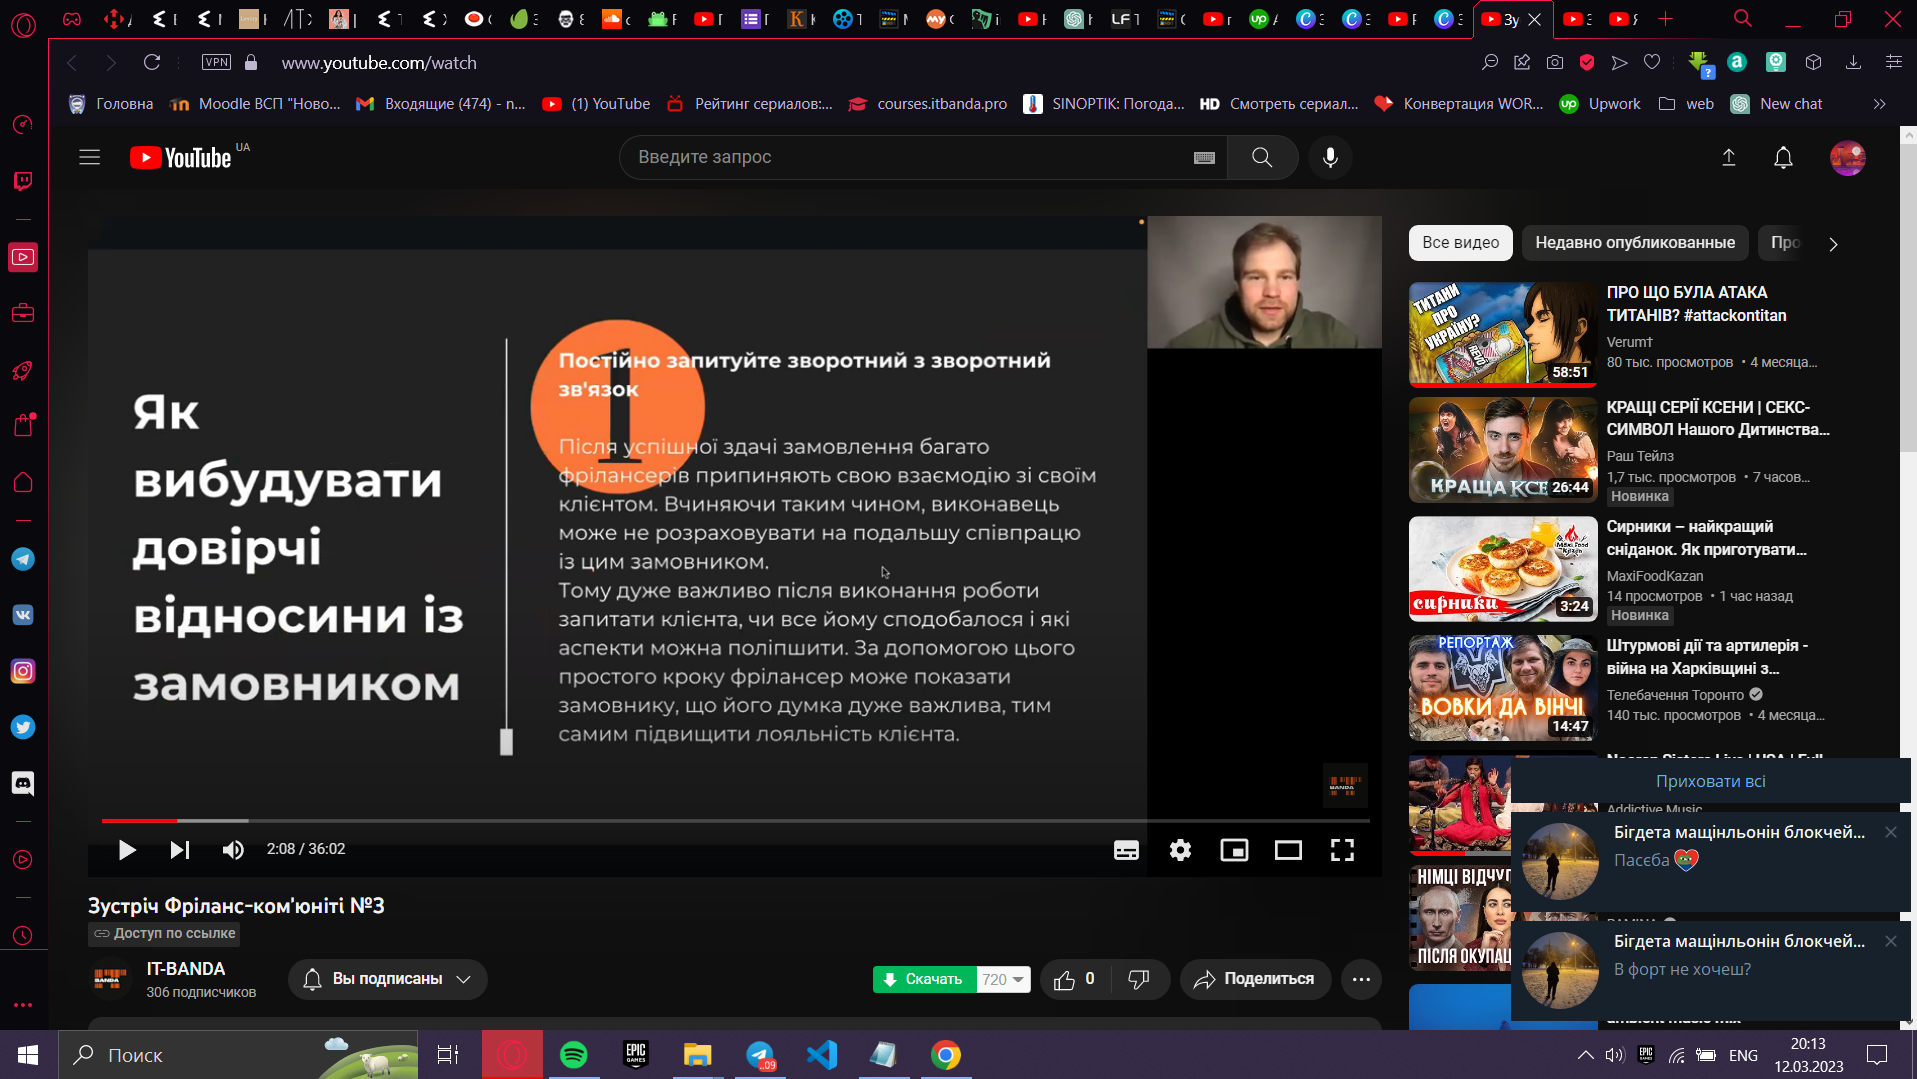 VPN
www.youtube.com/watch
Головна
Moodle ВСП "Ново...
Входящие (474) - n...
(1) YouTube
Рейтинг сериалов:...
courses.itbanda.pro
SINOPTIK: Погода...
HD Смотреть сериал...
Конвертация WOR...
Upwork
web
New chat
YouTube UA
Введите запрос
Як
вибудувати
довірчі
відносини із
замовником
1
Постійно запитуйте зворотний з зворотний
зв'язок
Після успішної здачі замовлення багато
фрілансерів припиняють свою взаємодію зі своїм
клієнтом. Вчиняючи таким чином, виконавець
може не розраховувати на подальшу співпрацю
із цим замовником.
Тому дуже важливо після виконання роботи
запитати клієнта, чи все йому сподобалося і які
аспекти можна поліпшити. За допомогою цього
простого кроку фрілансер може показати
замовнику, що його думка дуже важлива, тим
самим підвищити лояльність клієнта.
BANDA
2:08 / 36:02
Зустріч Фріланс-ком'юніті №3
Доступ по ссылке
BANDA
IT-BANDA
306 подписчиков
Вы подписаны
Скачать
720
0
Поделиться
Все видео
Недавно опубликованные
ТИТАНИ
ПРО
УКРАЇНУ?
58:51
ПРО ЩО БУЛА АТАКА
ТИТАНІВ? #attackontitan
Verum†
80 тыс. просмотров • 4 месяца...
КРАЩА КСЕ
26:44
КРАЩІ СЕРІЇ КСЕНИ | СЕКС-
СИМВОЛ Нашого Дитинства...
Раш Тейлз
1,7 тыс. просмотров • 7 часов...
Новинка
сирники
3:24
Сирники – найкращий
сніданок. Як приготувати...
MaxiFoodKazan
14 просмотров • 1 час назад
Новинка
РЕПОРТАЖ
ВОВКИ ДА ВІНЧІ
14:47
Штурмові дії та артилерія -
війна на Харківщині з...
Телебачення Торонто
140 тыс. просмотров • 4 месяца...
Addictive Music
НІМЦІ
ПІСЛЯ
Приховати всі
Бігдета мащінльонін блокчей...
Пасєба
Бігдета мащінльонін блокчей...
В форт не хочеш?
Поиск
EPIC
GAMES
..09
ENG
20:13
12.03.2023